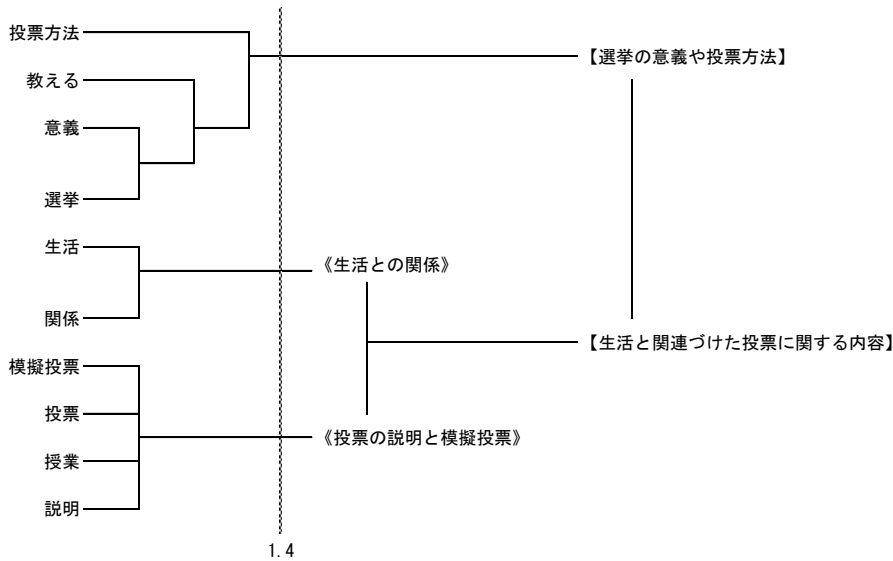 投票方法
【選挙の意義や投票方法】
教える
意義
選挙
生活
《生活との関係》
関係
【生活と関連づけた投票に関する内容】
模擬投票
投票
《投票の説明と模擬投票》
授業
説明
1.4